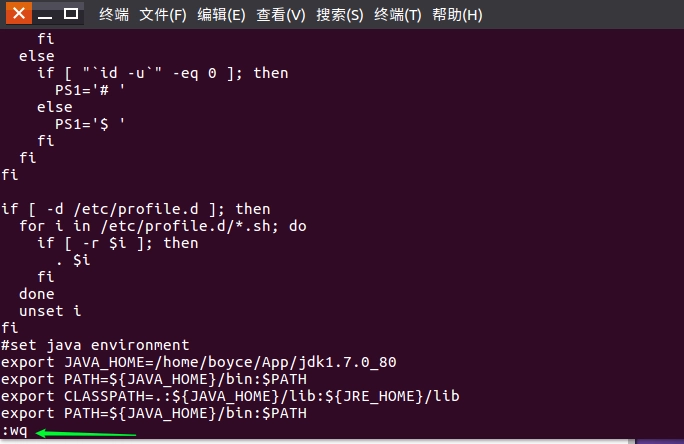 终端 文件(F) 编辑(E) 查看(V) 搜索(S) 终端(T) 帮助(H)
    fi
  else
    if [ "`id -u`" -eq 0 ]; then
      PS1='# '
    else
      PS1='$ '
    fi
  fi
fi

if [ -d /etc/profile.d ]; then
  for i in /etc/profile.d/*.sh; do
    if [ -r $i ]; then
      . $i
    fi
  done
  unset i
fi
#set java environment
export JAVA_HOME=/home/boyce/App/jdk1.7.0_80
export PATH=${JAVA_HOME}/bin:$PATH
export CLASSPATH=.:${JAVA_HOME}/lib:${JRE_HOME}/lib
export PATH=${JAVA_HOME}/bin:$PATH
:wq